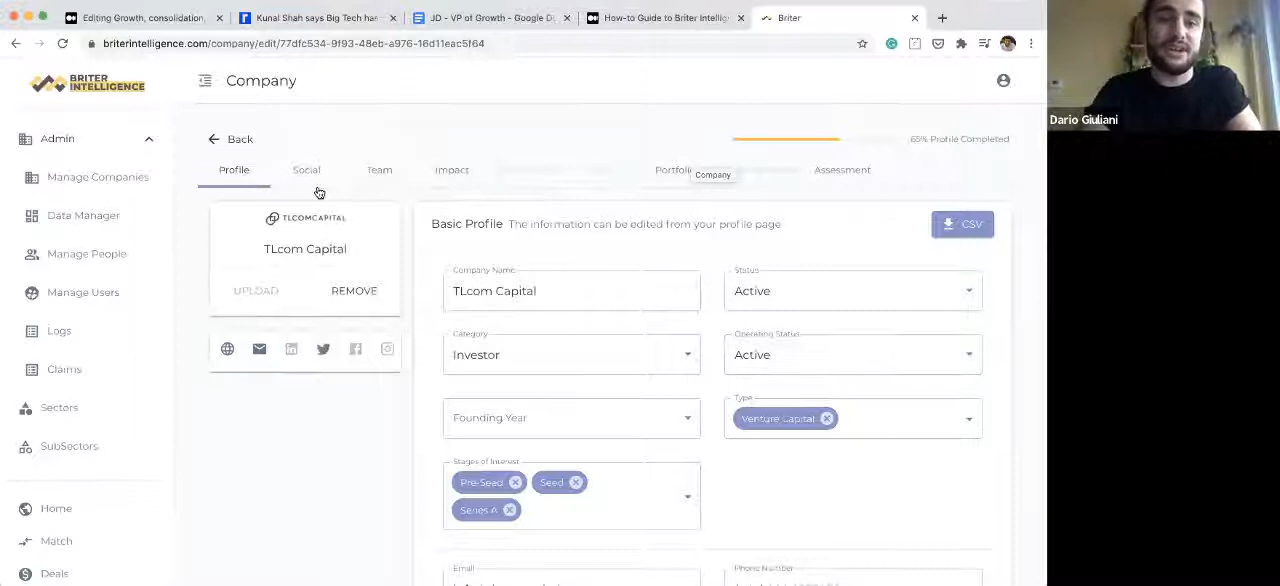 Editing Growth, consolidation,
Kunal Shah says Big Tech har
JD - VP of Growth - Google D
How-to Guide to Briter Intellig
Briter
briterintelligence.com/company/edit/77dfc534-9f93-48eb-a976-16d11eac5f64
BRITER
INTELLIGENCE
Company
Dario Giuliani
Admin
Manage Companies
Data Manager
Manage People
Manage Users
Logs
Claims
Sectors
SubSectors
Home
Match
Deals
Back
65% Profile Completed
Profile
Social
Team
Impact
Portfoli
Company
Assessment
TLCOMCAPITAL
TLcom Capital
UPLOAD
REMOVE
Basic Profile The information can be edited from your profile page
CSV
Company Name
TLcom Capital
Status
Active
Category
Investor
Operating Status
Active
Founding Year
Type
Venture Capital
Stages of Interest
Pre-Seed
Seed
Series A
Email
Phone Number